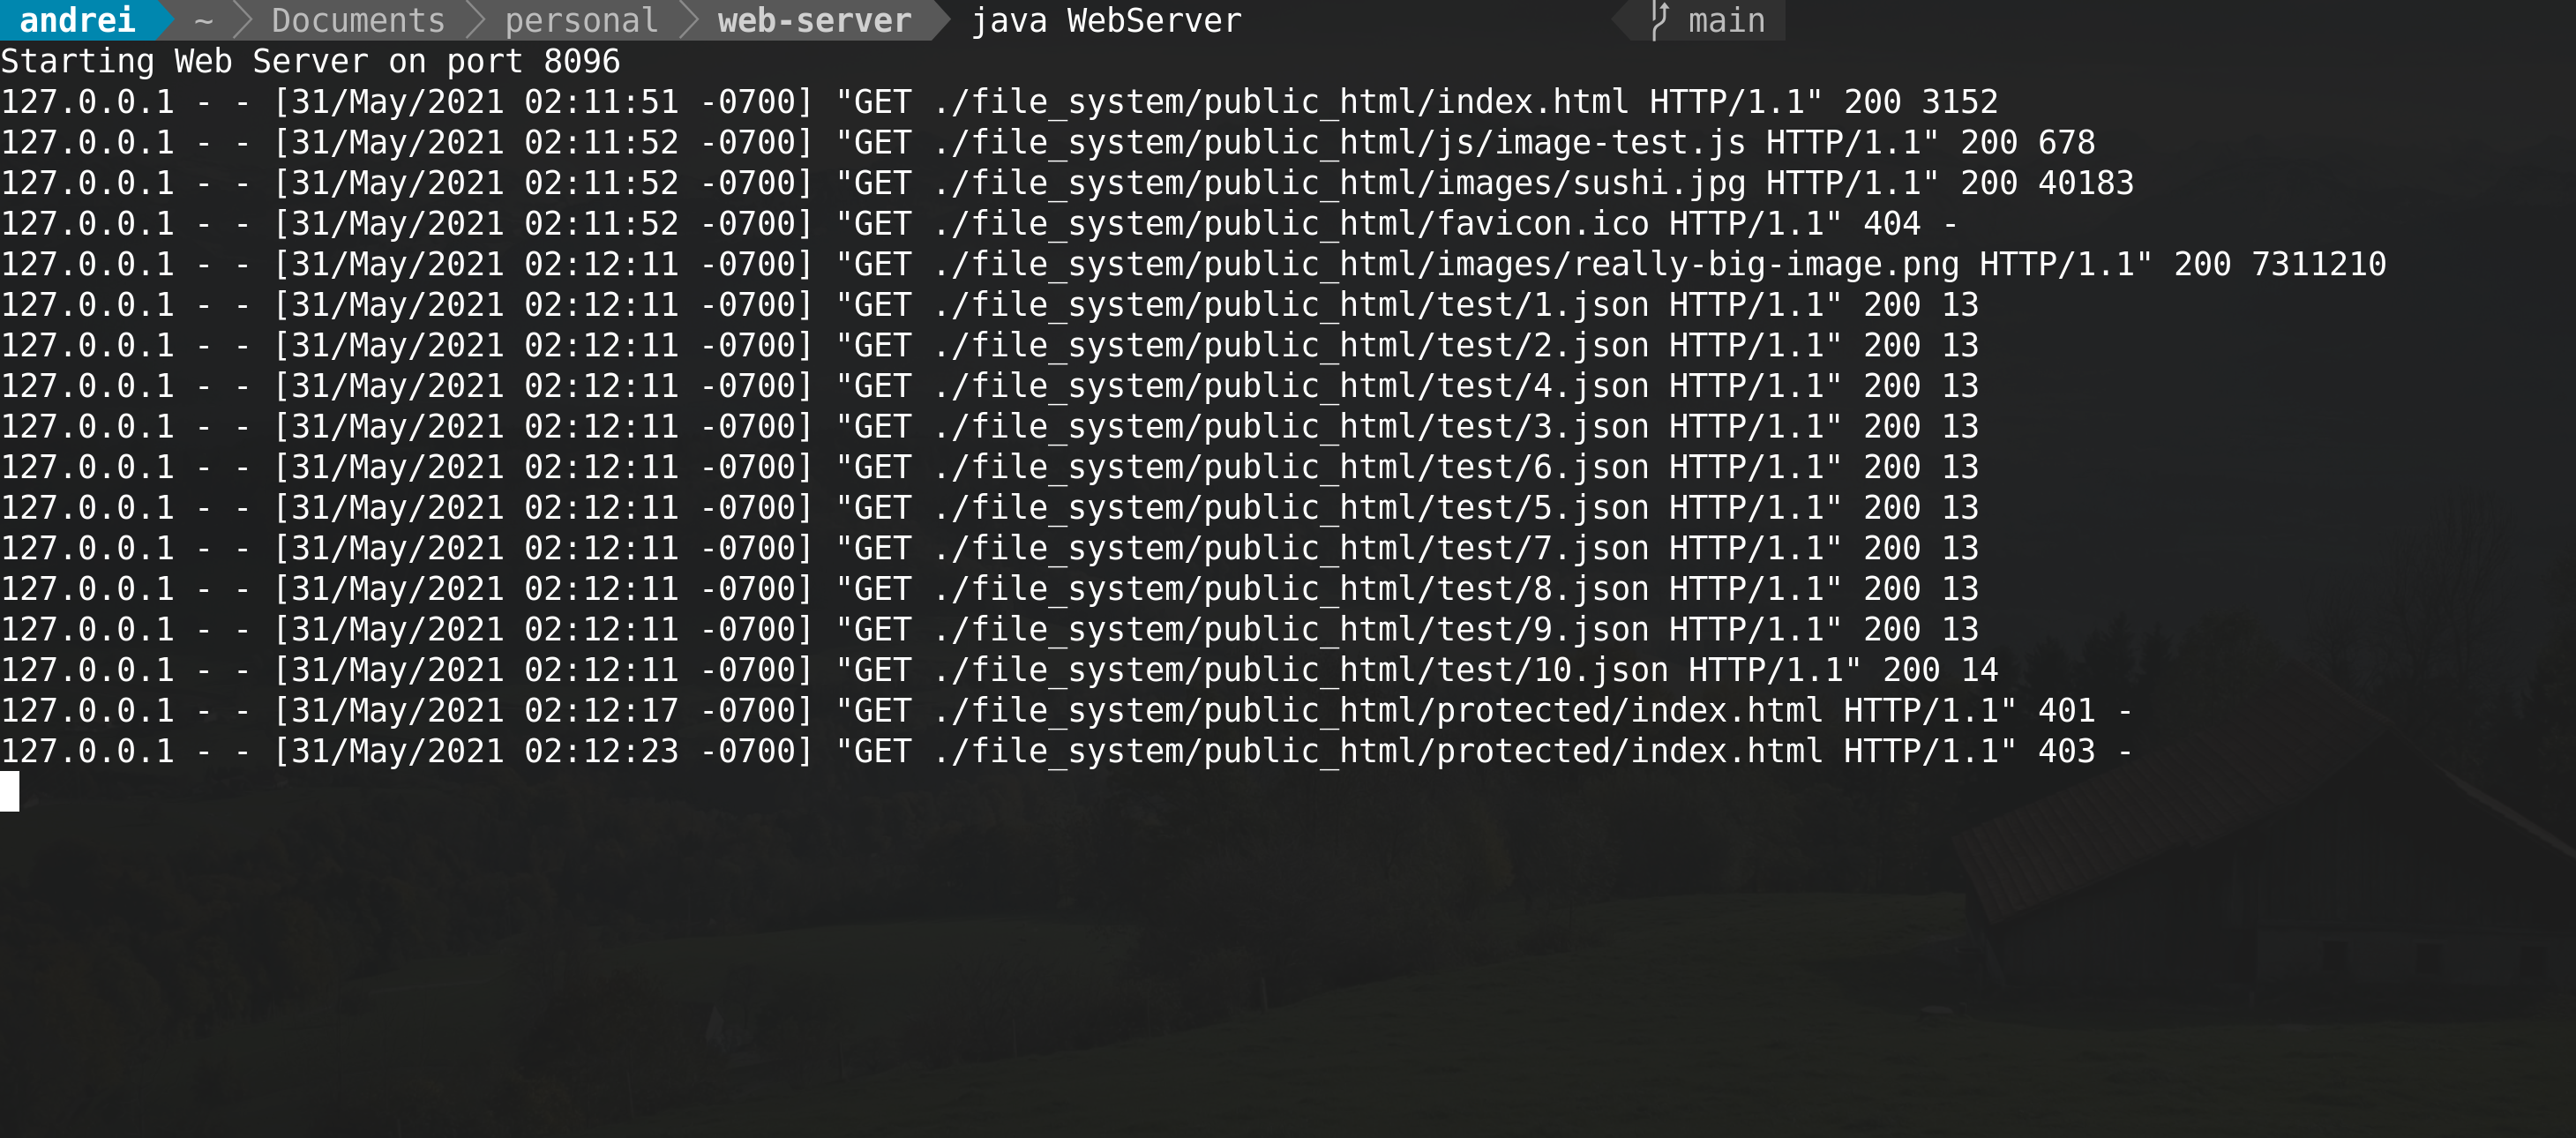 andrei ~ Documents personal web-server java WebServer main
Starting Web Server on port 8096
127.0.0.1 - - [31/May/2021 02:11:51 -0700] "GET ./file_system/public_html/index.html HTTP/1.1" 200 3152
127.0.0.1 - - [31/May/2021 02:11:52 -0700] "GET ./file_system/public_html/js/image-test.js HTTP/1.1" 200 678
127.0.0.1 - - [31/May/2021 02:11:52 -0700] "GET ./file_system/public_html/images/sushi.jpg HTTP/1.1" 200 40183
127.0.0.1 - - [31/May/2021 02:11:52 -0700] "GET ./file_system/public_html/favicon.ico HTTP/1.1" 404 -
127.0.0.1 - - [31/May/2021 02:12:11 -0700] "GET ./file_system/public_html/images/really-big-image.png HTTP/1.1" 200 7311210
127.0.0.1 - - [31/May/2021 02:12:11 -0700] "GET ./file_system/public_html/test/1.json HTTP/1.1" 200 13
127.0.0.1 - - [31/May/2021 02:12:11 -0700] "GET ./file_system/public_html/test/2.json HTTP/1.1" 200 13
127.0.0.1 - - [31/May/2021 02:12:11 -0700] "GET ./file_system/public_html/test/4.json HTTP/1.1" 200 13
127.0.0.1 - - [31/May/2021 02:12:11 -0700] "GET ./file_system/public_html/test/3.json HTTP/1.1" 200 13
127.0.0.1 - - [31/May/2021 02:12:11 -0700] "GET ./file_system/public_html/test/6.json HTTP/1.1" 200 13
127.0.0.1 - - [31/May/2021 02:12:11 -0700] "GET ./file_system/public_html/test/5.json HTTP/1.1" 200 13
127.0.0.1 - - [31/May/2021 02:12:11 -0700] "GET ./file_system/public_html/test/7.json HTTP/1.1" 200 13
127.0.0.1 - - [31/May/2021 02:12:11 -0700] "GET ./file_system/public_html/test/8.json HTTP/1.1" 200 13
127.0.0.1 - - [31/May/2021 02:12:11 -0700] "GET ./file_system/public_html/test/9.json HTTP/1.1" 200 13
127.0.0.1 - - [31/May/2021 02:12:11 -0700] "GET ./file_system/public_html/test/10.json HTTP/1.1" 200 14
127.0.0.1 - - [31/May/2021 02:12:17 -0700] "GET ./file_system/public_html/protected/index.html HTTP/1.1" 401 -
127.0.0.1 - - [31/May/2021 02:12:23 -0700] "GET ./file_system/public_html/protected/index.html HTTP/1.1" 403 -